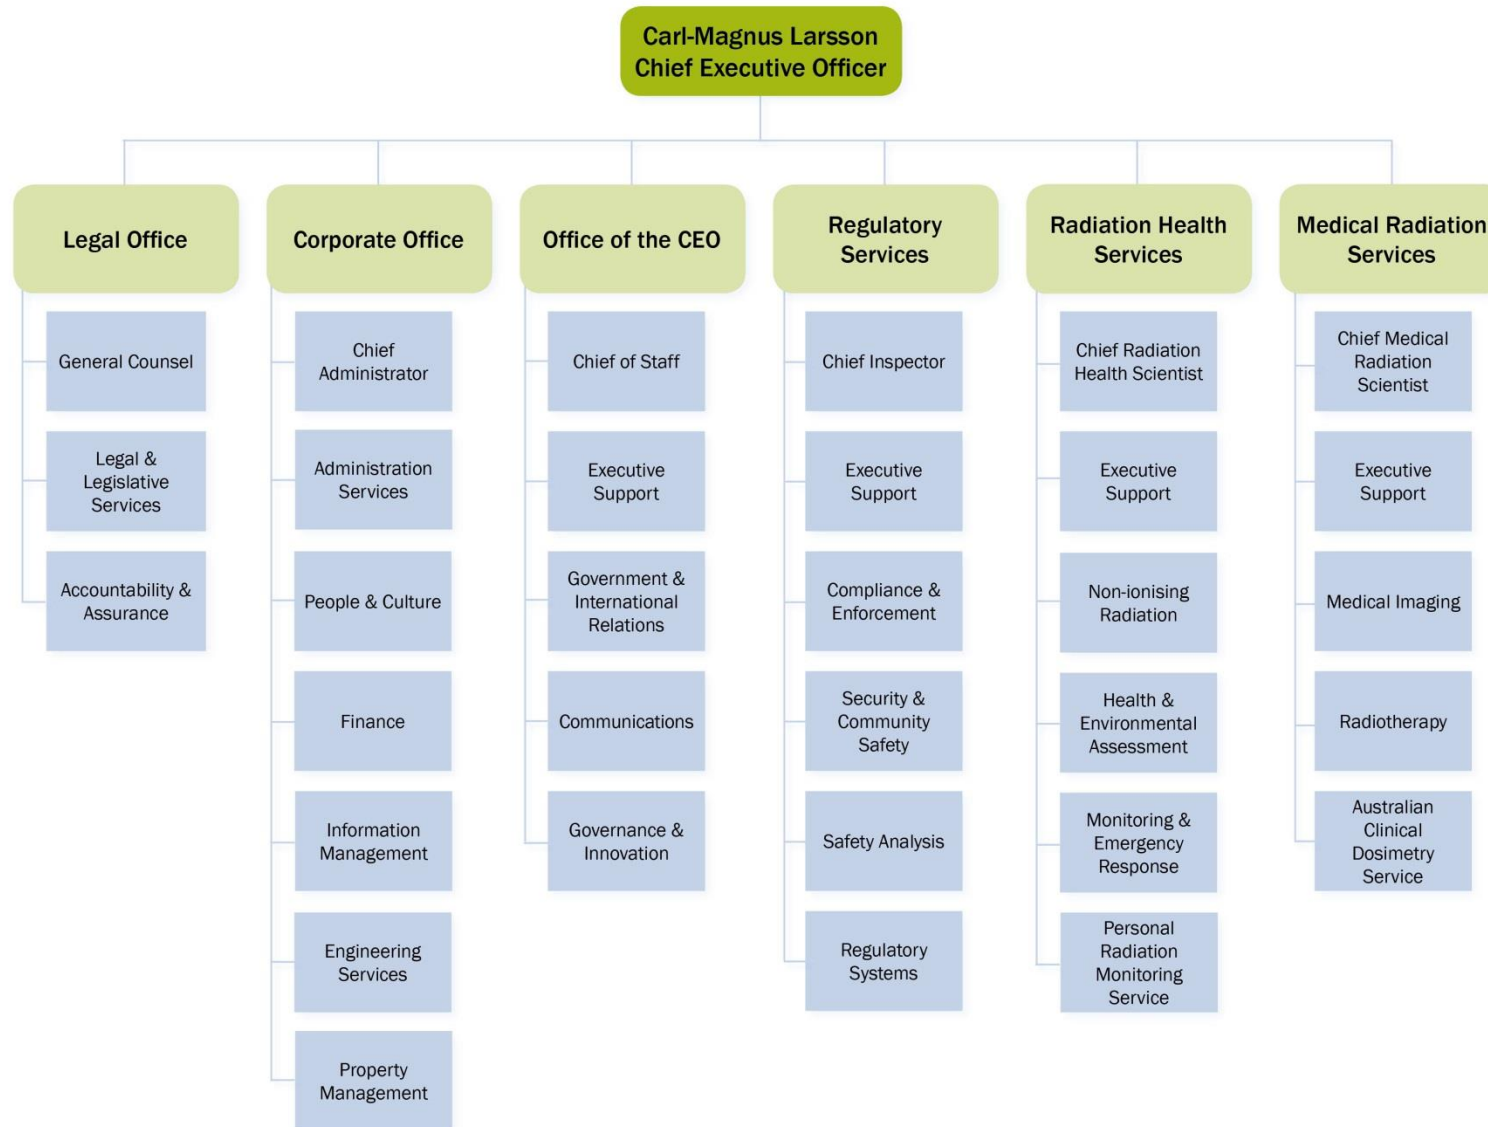 Carl-Magnus Larsson
Chief Executive Officer
Legal Office
Corporate Office
Office of the CEO
Regulatory
Services
Radiation Health
Services
Medical Radiation
Services
General Counsel
Legal &
Legislative
Services
Accountability &
Assurance
Chief
Administrator
Administration
Services
People & Culture
Finance
Information
Management
Engineering
Services
Property
Management
Chief of Staff
Executive
Support
Government &
International
Relations
Communications
Governance &
Innovation
Chief Inspector
Executive
Support
Compliance &
Enforcement
Security &
Community
Safety
Safety Analysis
Regulatory
Systems
Chief Radiation
Health Scientist
Executive
Support
Non-ionising
Radiation
Health &
Environmental
Assessment
Monitoring &
Emergency
Response
Personal
Radiation
Monitoring
Service
Chief Medical
Radiation
Scientist
Executive
Support
Medical Imaging
Radiotherapy
Australian
Clinical
Dosimetry
Service